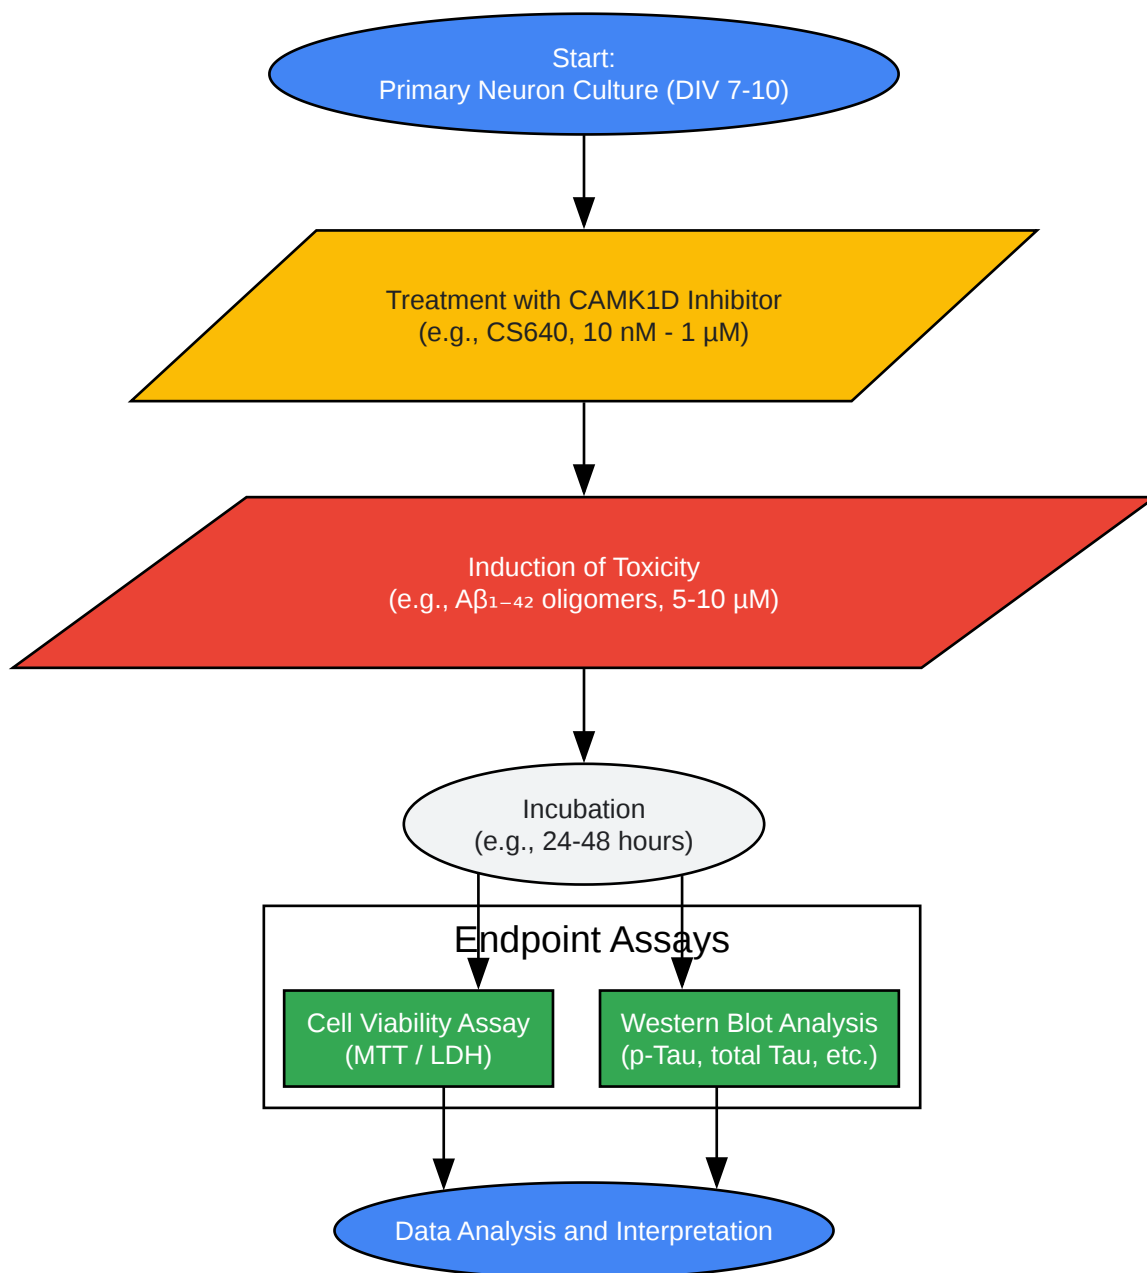 Start:
Primary Neuron Culture (DIV 7-10)
Treatment with CAMK1D Inhibitor
(e.g., CS640, 10 nM - 1 µM)
Induction of Toxicity
(e.g., Aβ₁₋₄₂ oligomers, 5-10 µM)
Incubation
(e.g., 24-48 hours)
Endpoint Assays
Cell Viability Assay
(MTT / LDH)
Western Blot Analysis
(p-Tau, total Tau, etc.)
Data Analysis and Interpretation